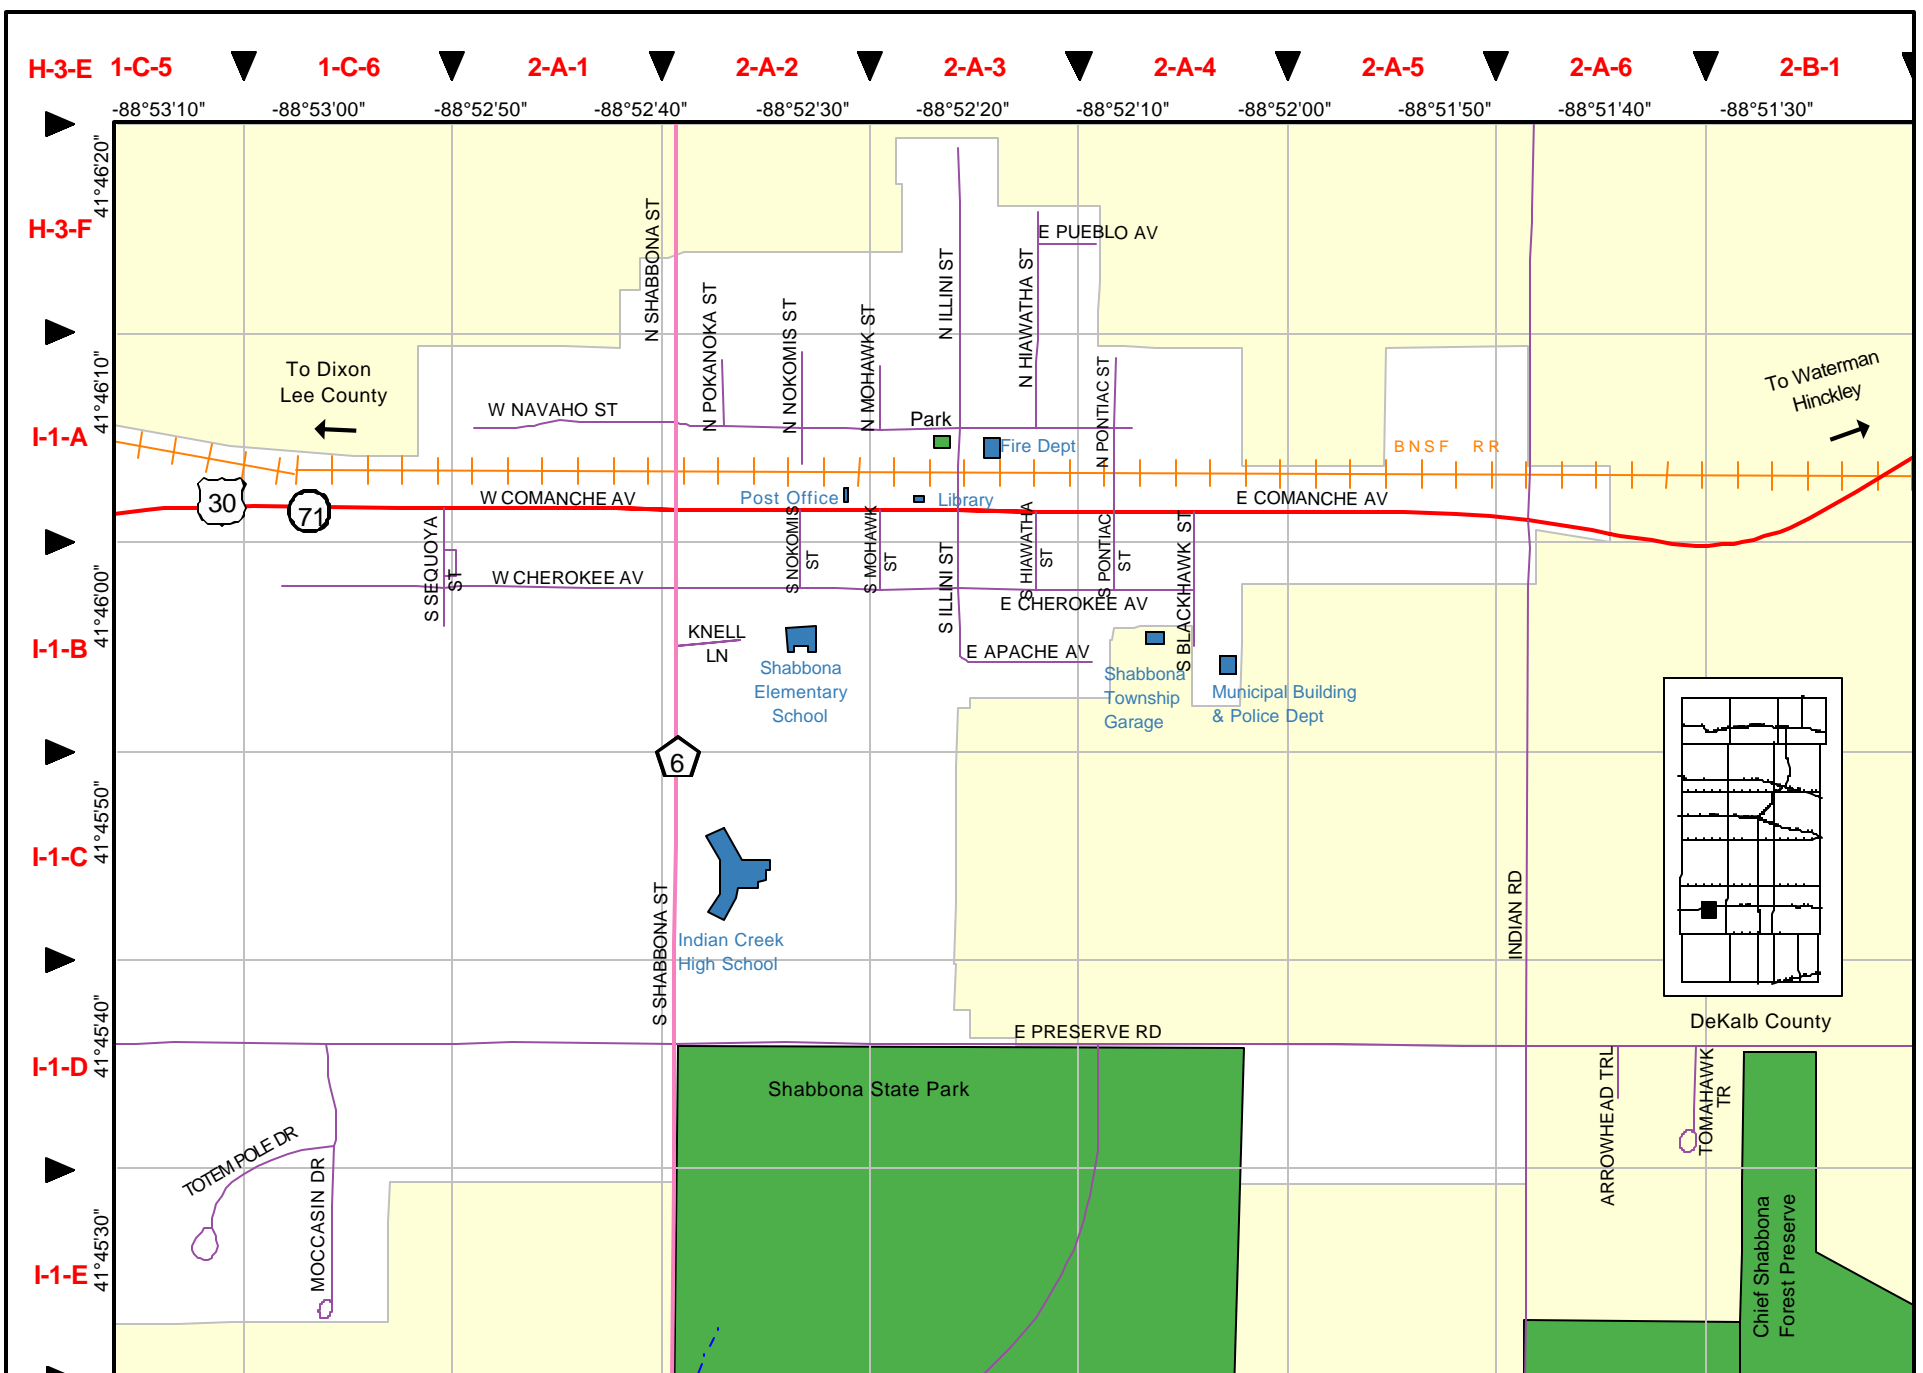 H-3-E 1-C-5 1-C-6 2-A-1 2-A-2 2-A-3 2-A-4 2-A-5 2-A-6 2-B-1
-88°53'10" -88°53'00" -88°52'50" -88°52'40" -88°52'30" -88°52'20" -88°52'10" -88°52'00" -88°51'50" -88°51'40" -88°51'30"
41°46'20"
H-3-F
N SHABBONA ST
E PUEBLO AV
N POKANOKA ST
N NOKOMIS ST
N MOHAWK ST
N ILLINI ST
N HIAWATHA ST
N PONTIAC ST
41°46'10"
To Dixon
Lee County
To Waterman
Hinckley
W NAVAHO ST
Park
I-1-A
Fire Dept
BNSF RR
30
71
W COMANCHE AV
Post Office
Library
E COMANCHE AV
S SEQUOYA
ST
S NOKOMIS
ST
S MOHAWK
ST
S ILLINI ST
S HIAWATHA
ST
S PONTIAC
ST
S BLACKHAWK ST
41°46'00"
W CHEROKEE AV
E CHEROKEE AV
I-1-B
KNELL
LN
E APACHE AV
Shabbona
Elementary
School
Shabbona
Township
Garage
Municipal Building
& Police Dept
6
41°45'50"
I-1-C
S SHABBONA ST
Indian Creek
High School
INDIAN RD
DeKalb County
41°45'40"
E PRESERVE RD
I-1-D
Shabbona State Park
ARROWHEAD TRL
TOMAHAWK
TR
TOTEM POLE DR
MOCCASIN DR
41°45'30"
I-1-E
Chief Shabbona
Forest Preserve